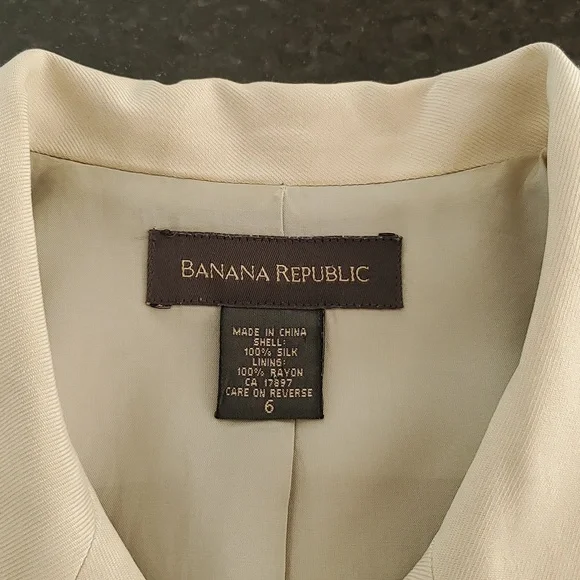 BANANA REPUBLIC
MADE IN CHINA
SHELL:
100% SILK
LINING:
100% RAYON
CA 17897
CARE ON REVERSE
6